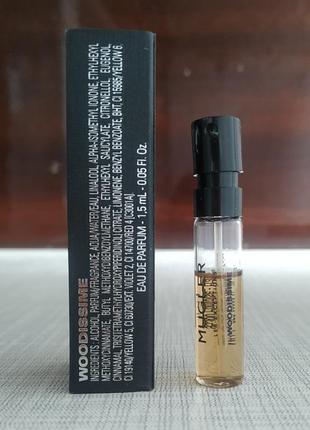 WOODISSIME
INGREDIENTS: ALCOHOL, PARFUM/FRAGRANCE, AQUA/WATER/EAU, LINALOOL, ALPHA-ISOMETHYL IONONE, ETHYLHEXYL
METHOXYCINNAMATE, BUTYL METHOXYDIBENZOYLMETHANE, ETHYLHEXYL SALICYLATE, CITRONELLOL, EUGENOL,
CINNAMAL, TRIS(TETRAMETHYLHYDROXYPIPERIDINOL) CITRATE, LIMONENE, BENZYL BENZOATE, BHT, CI 15985/YELLOW 6,
CI 19140/YELLOW 5, CI 60730/EXT. VIOLET 2, CI 14700/RED 4 [C3001A]
EAU DE PARFUM - 1,5 mL - 0.05 Fl. Oz.
MUGLER
WOODISSIME